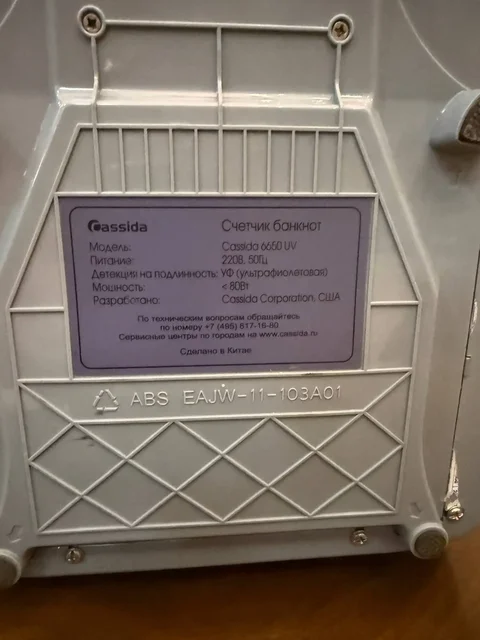 Cassida Счетчик банкнот
Модель: Cassida 6650 UV
Питание: 220В, 50Гц
Детекция на подлинность: УФ (ультрафиолетовая)
Мощность: < 80Вт
Разработано: Cassida Corporation, США
По техническим вопросам обращайтесь
по номеру +7 (495) 617-16-80
Сервисные центры по городам на www.cassida.ru
Сделано в Китае
ABS EAJW-11-103A01